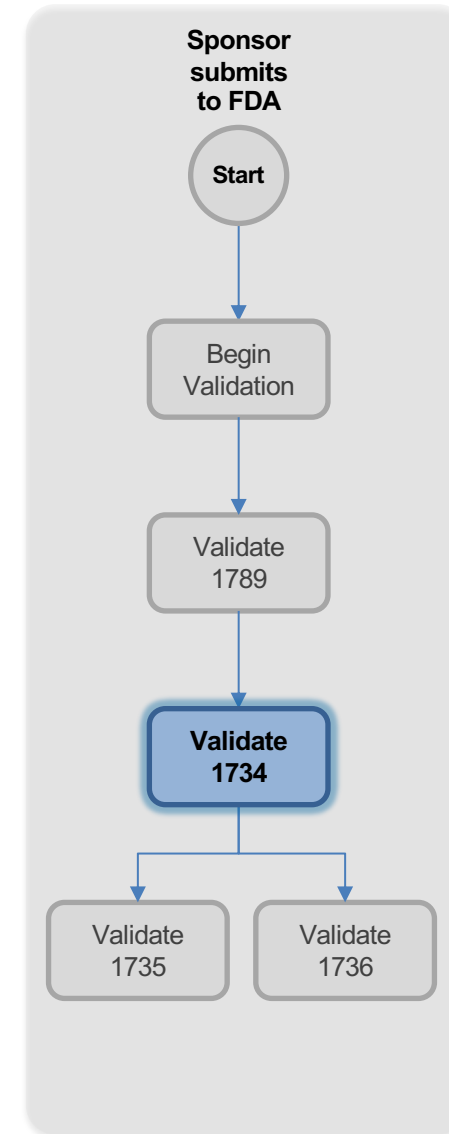 Sponsor
submits
to FDA
Start
Begin
Validation
Validate
1789
Validate
1734
Validate
1735
Validate
1736